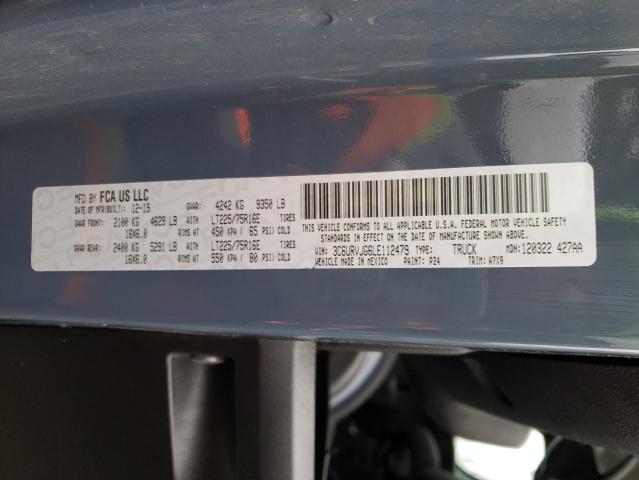 MFD BY FCA US LLC
DATE OF MFR(BUILT): 12-19 GVWR: 4242 KG 9350 LB
GAWR FRONT: 2100 KG 4629 LB WITH LT225/75R16E TIRES
16X6.0 RIMS AT 450 KPA ( 65 PSI) COLD
GAWR REAR: 2400 KG 5291 LB WITH LT225/75R16E TIRES
16X6.0 RIMS AT 550 KPA ( 80 PSI) COLD
THIS VEHICLE CONFORMS TO ALL APPLICABLE U.S.A. FEDERAL MOTOR VEHICLE SAFETY
STANDARDS IN EFFECT ON THE DATE OF MANUFACTURE SHOWN ABOVE.
VIN: 3C6URVJG6LE112479 TYPE: TRUCK MDH: 120322 427AA
VEHICLE MADE IN MEXICO PAINT: P24 TRIM: A7X9